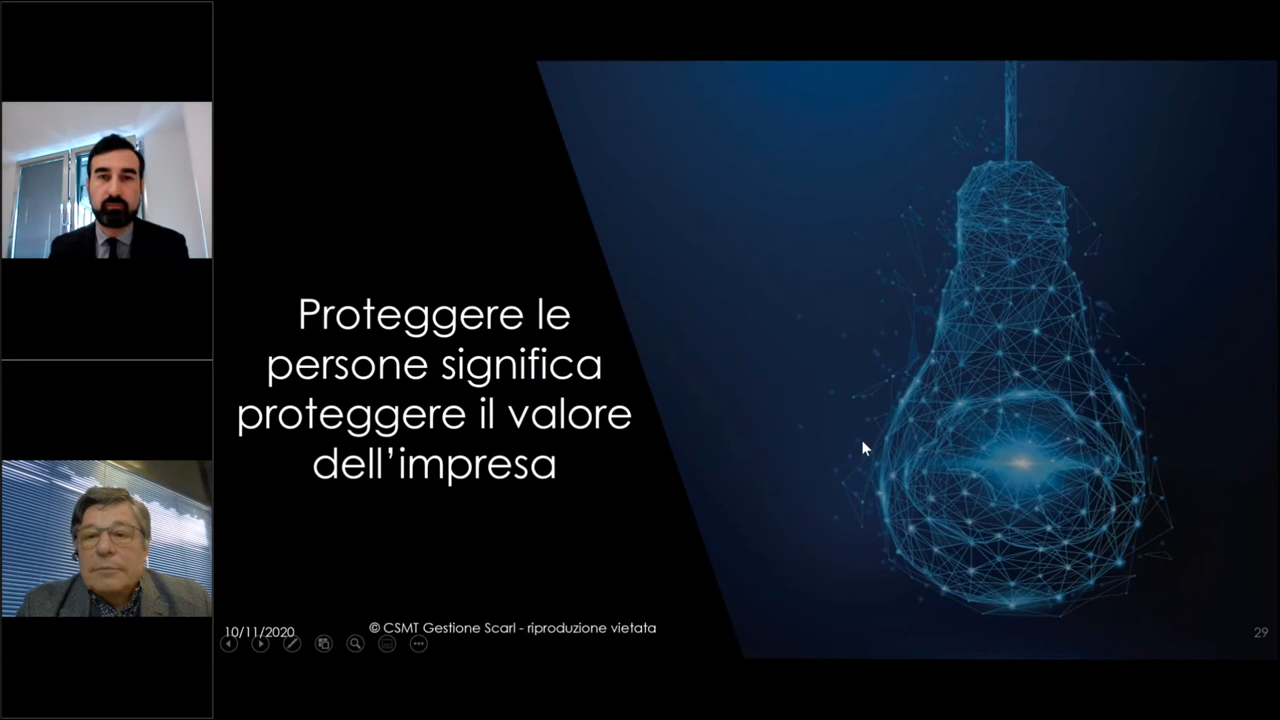 Proteggere le
persone significa
proteggere il valore
dell’impresa
10/11/2020
© CSMT Gestione Scarl - riproduzione vietata
29